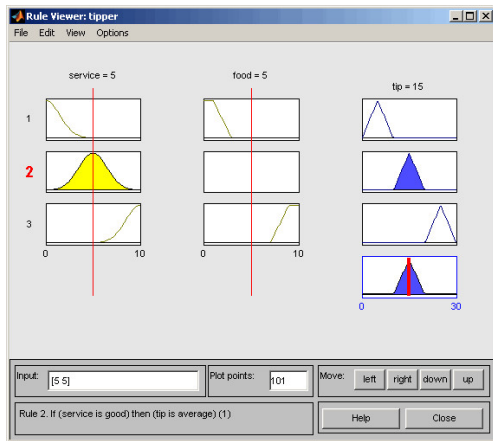 Rule Viewer: tipper
File Edit View Options
service = 5
food = 5
tip = 15
1
2
3
0 10
0 10
0 30
Input: [5 5]
Plot points: 101
Move: left right down up
Rule 2. If (service is good) then (tip is average) (1)
Help Close